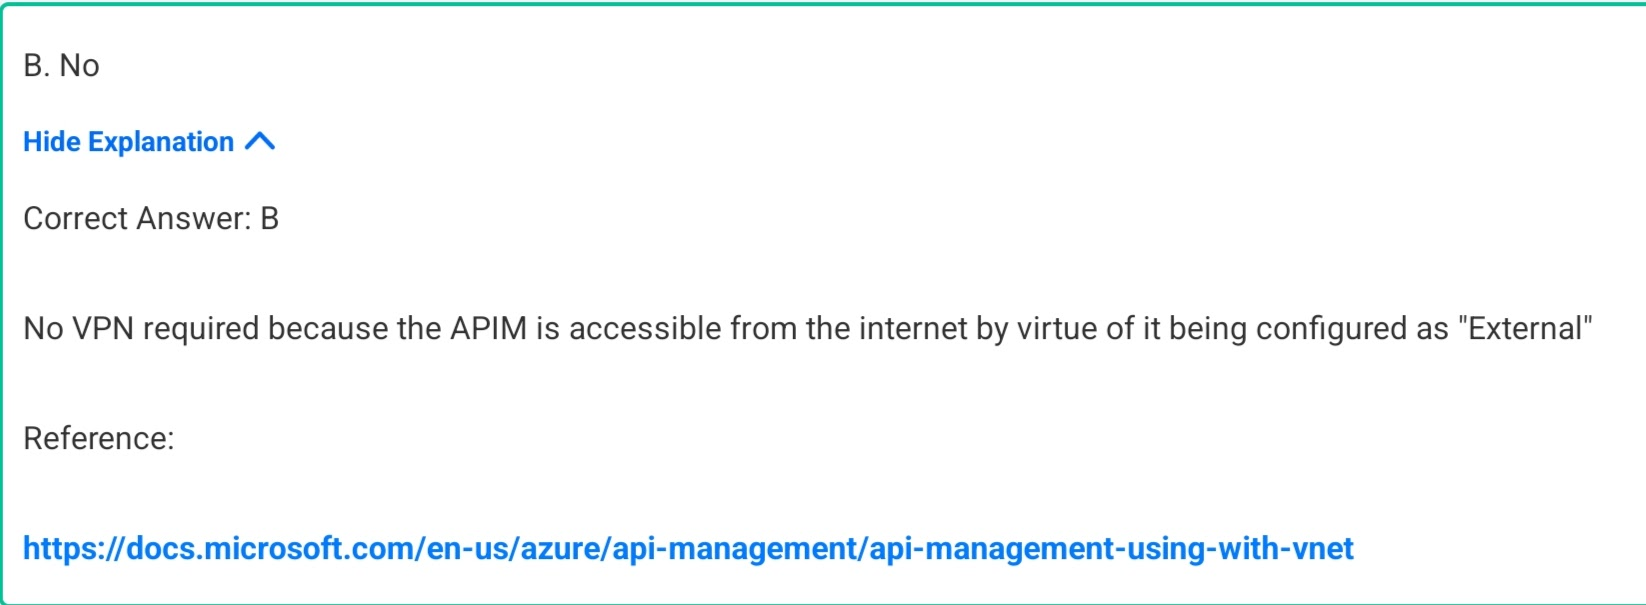 B. No
Hide Explanation
Correct Answer: B
No VPN required because the APIM is accessible from the internet by virtue of it being configured as "External"
Reference:
https://docs.microsoft.com/en-us/azure/api-management/api-management-using-with-vnet